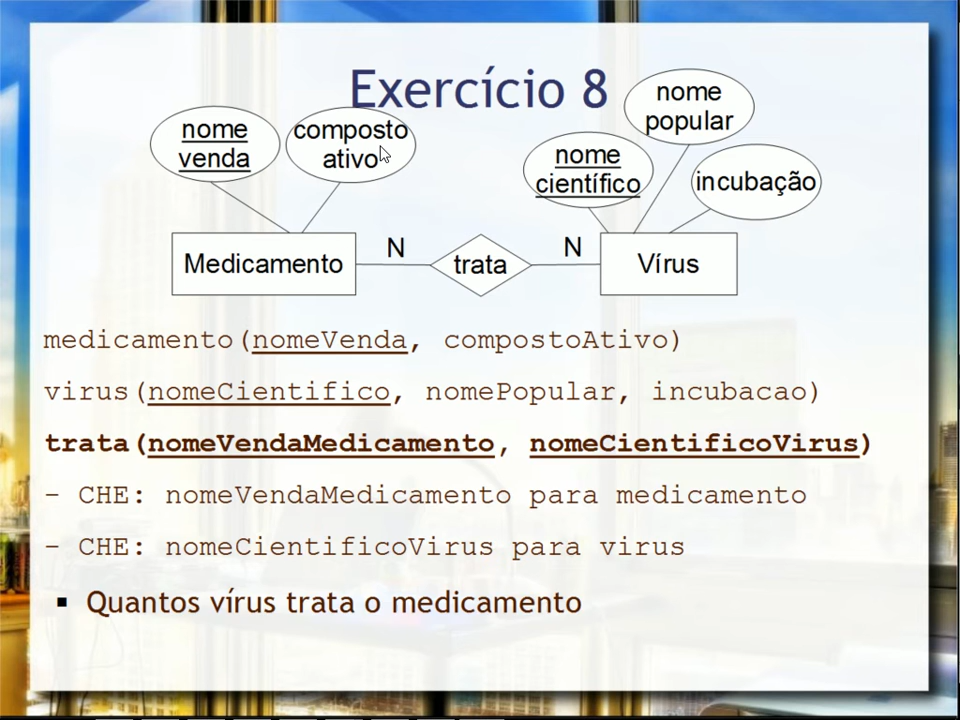 Exercício 8
nome
venda
composto
ativo
nome
científico
nome
popular
incubação
Medicamento
N
trata
N
Vírus
medicamento(nomeVenda, compostoAtivo)
virus(nomeCientifico, nomePopular, incubacao)
trata(nomeVendaMedicamento, nomeCientificoVirus)
- CHE: nomeVendaMedicamento para medicamento
- CHE: nomeCientificoVirus para virus
▪ Quantos vírus trata o medicamento